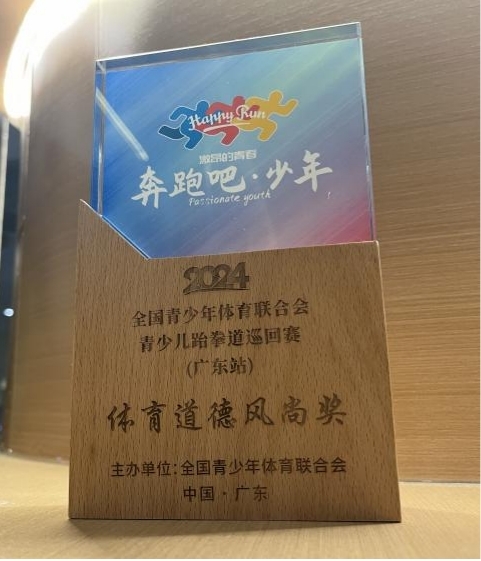 Happy Run
激昂的青春
奔跑吧·少年
Passionate youth
2024
全国青少年体育联合会
青少儿跆拳道巡回赛
(广东站)
体育道德风尚奖
主办单位:全国青少年体育联合会
中国·广东